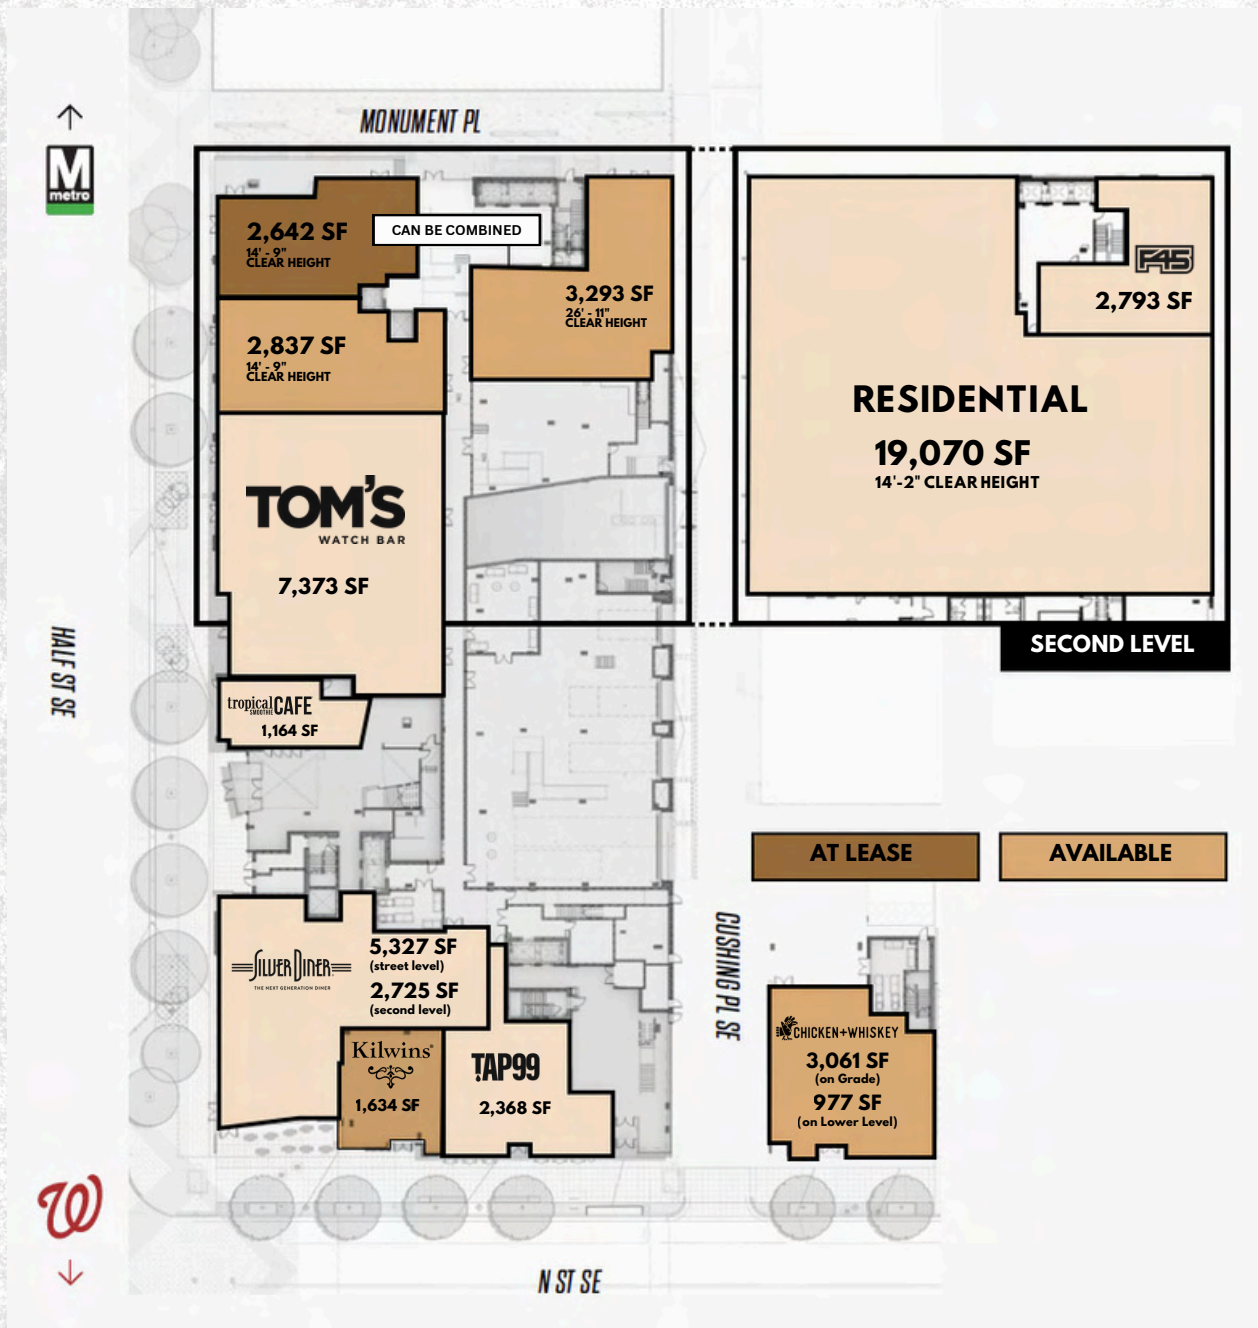 MONUMENT PL
M
metro
2,642 SF
14' - 9"
CLEAR HEIGHT
CAN BE COMBINED
3,293 SF
26' - 11"
CLEAR HEIGHT
2,837 SF
14' - 9"
CLEAR HEIGHT
F45
2,793 SF
RESIDENTIAL
19,070 SF
14'-2" CLEAR HEIGHT
TOM'S
WATCH BAR
7,373 SF
SECOND LEVEL
HALF ST SE
tropical CAFE
SMOOTHIE
1,164 SF
AT LEASE
AVAILABLE
SILVER DINER
THE NEXT GENERATION DINER
5,327 SF
(street level)
2,725 SF
(second level)
Kilwins
1,634 SF
TAP99
2,368 SF
CUSHING PL SE
CHICKEN+WHISKEY
3,061 SF
(on Grade)
977 SF
(on Lower Level)
W
N ST SE